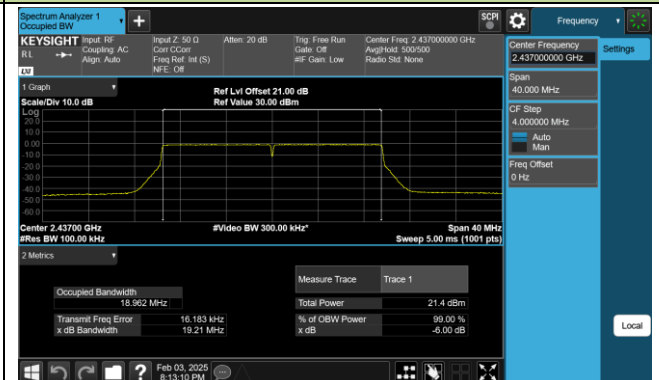 Spectrum Analyzer 1
Occupied BW
+
SCPI
Frequency
KEYSIGHT
RL
LXI
Input: RF
Coupling: AC
Align: Auto
Input Z: 50 Ω
Corr CCorr
Freq Ref: Int (S)
NFE: Off
Atten: 20 dB
Trig: Free Run
Gate: Off
#IF Gain: Low
Center Freq: 2.437000000 GHz
Avg|Hold: 500/500
Radio Std: None
Center Frequency
2.437000000 GHz
Settings
Span
40.000 MHz
CF Step
4.000000 MHz
Auto
Man
Freq Offset
0 Hz
1 Graph
Scale/Div 10.0 dB
Ref Lvl Offset 21.00 dB
Ref Value 30.00 dBm
Log
20.0
10.0
0.00
-10.0
-20.0
-30.0
-40.0
-50.0
-60.0
Center 2.43700 GHz
#Res BW 100.00 kHz
#Video BW 300.00 kHz*
Span 40 MHz
Sweep 5.00 ms (1001 pts)
2 Metrics
Measure Trace Trace 1
Occupied Bandwidth
18.962 MHz
Total Power 21.4 dBm
Transmit Freq Error 16.183 kHz
% of OBW Power 99.00 %
x dB Bandwidth 19.21 MHz
x dB -6.00 dB
Local
?
Feb 03, 2025
8:13:10 PM